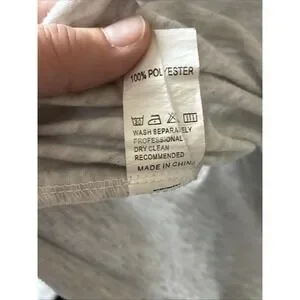 100% POLYESTER
WASH SEPARATELY
PROFESSIONAL
DRY CLEAN
RECOMMENDED
MADE IN CHINA